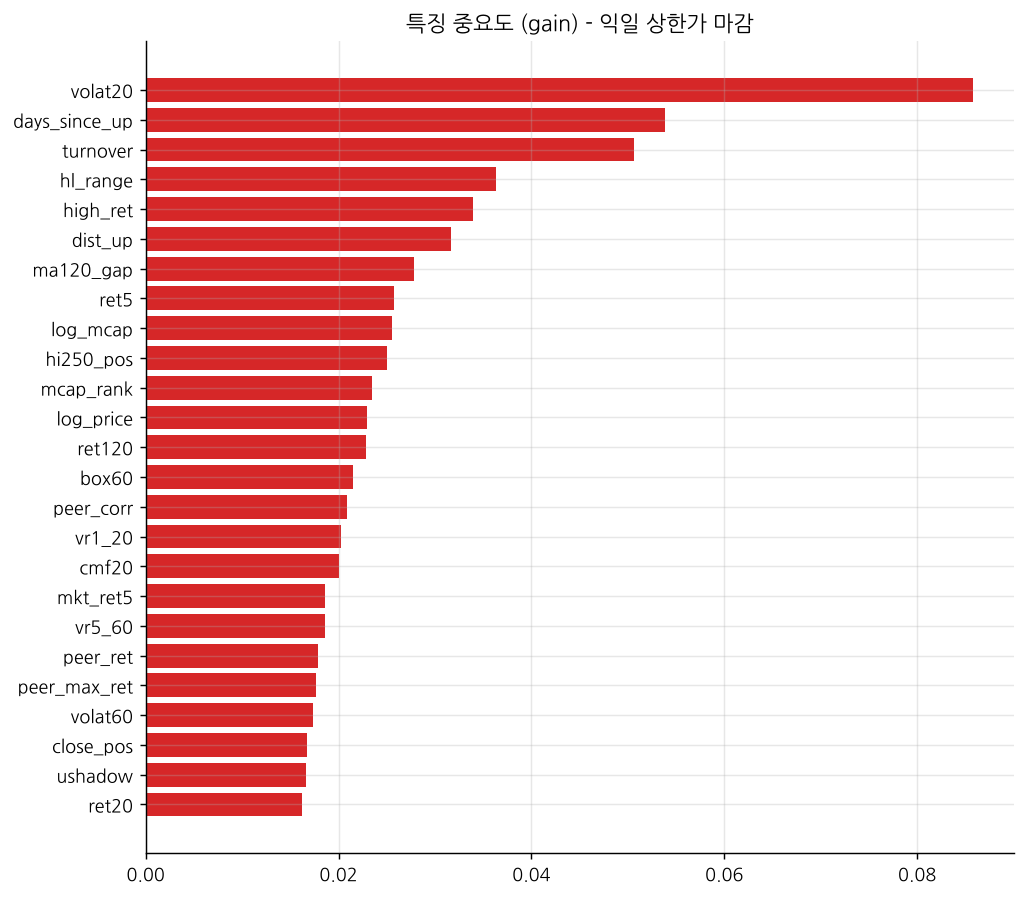 특징 중요도 (gain) - 익일 상한가 마감
volat20
days_since_up
turnover
hl_range
high_ret
dist_up
ma120_gap
ret5
log_mcap
hi250_pos
mcap_rank
log_price
ret120
box60
peer_corr
vr1_20
cmf20
mkt_ret5
vr5_60
peer_ret
peer_max_ret
volat60
close_pos
ushadow
ret20
0.00 0.02 0.04 0.06 0.08